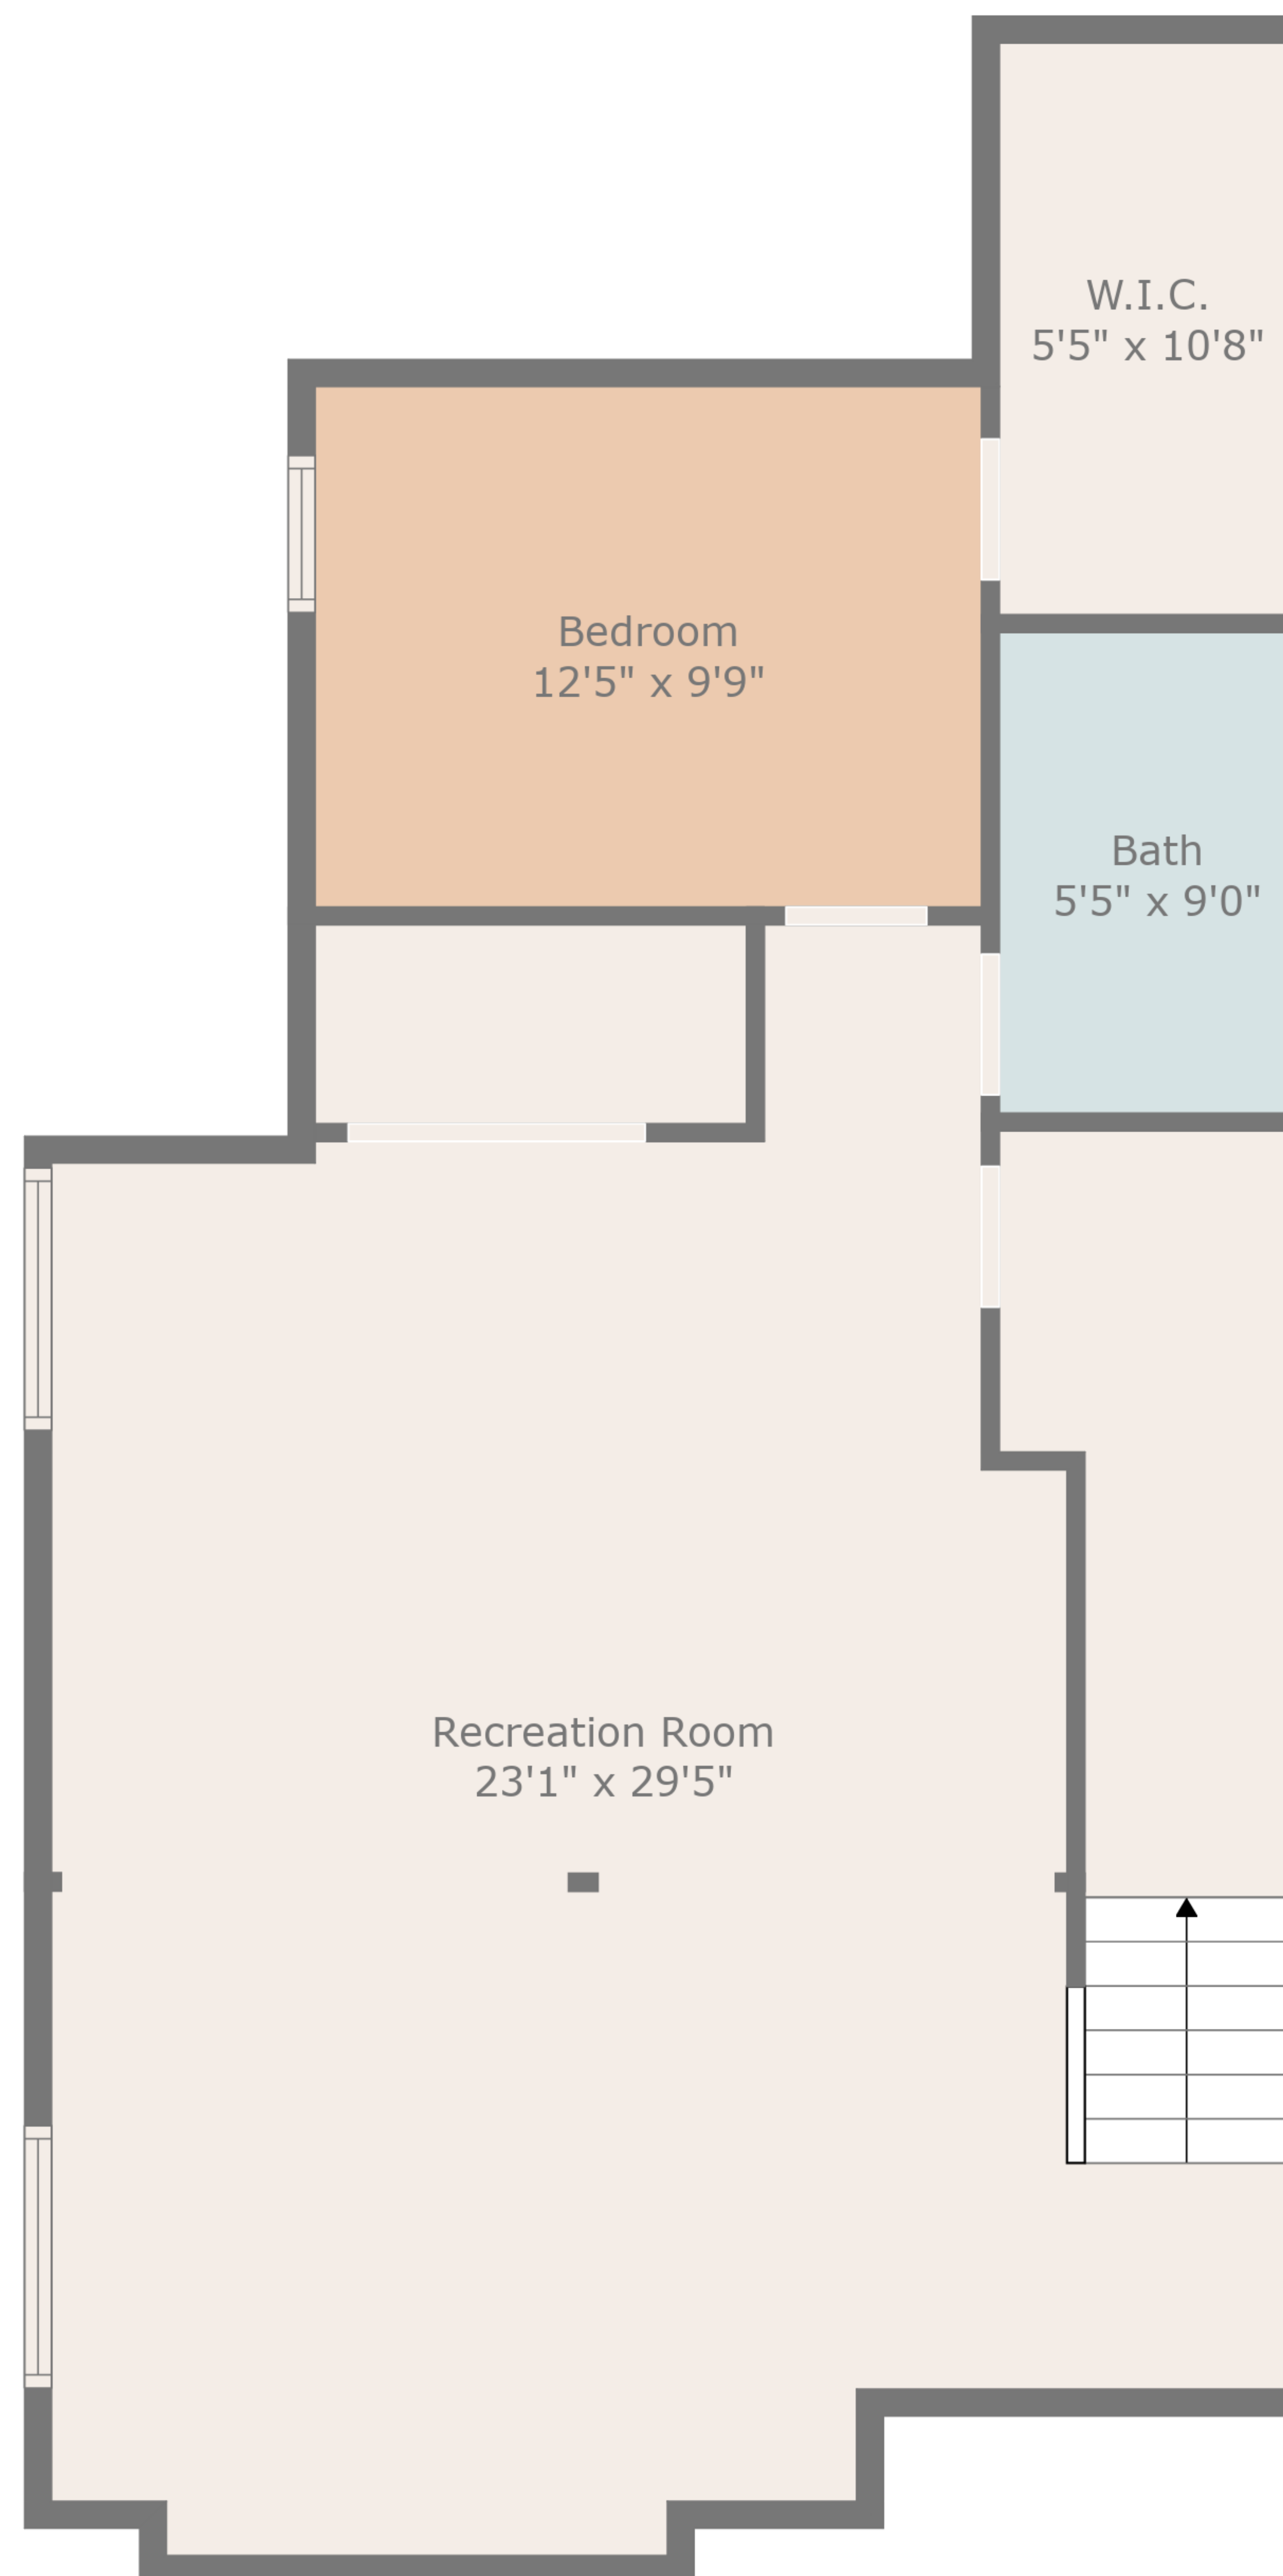 W.I.C.
5'5" x 10'8"
Bedroom
12'5" x 9'9"
Bath
5'5" x 9'0"
Recreation Room
23'1" x 29'5"